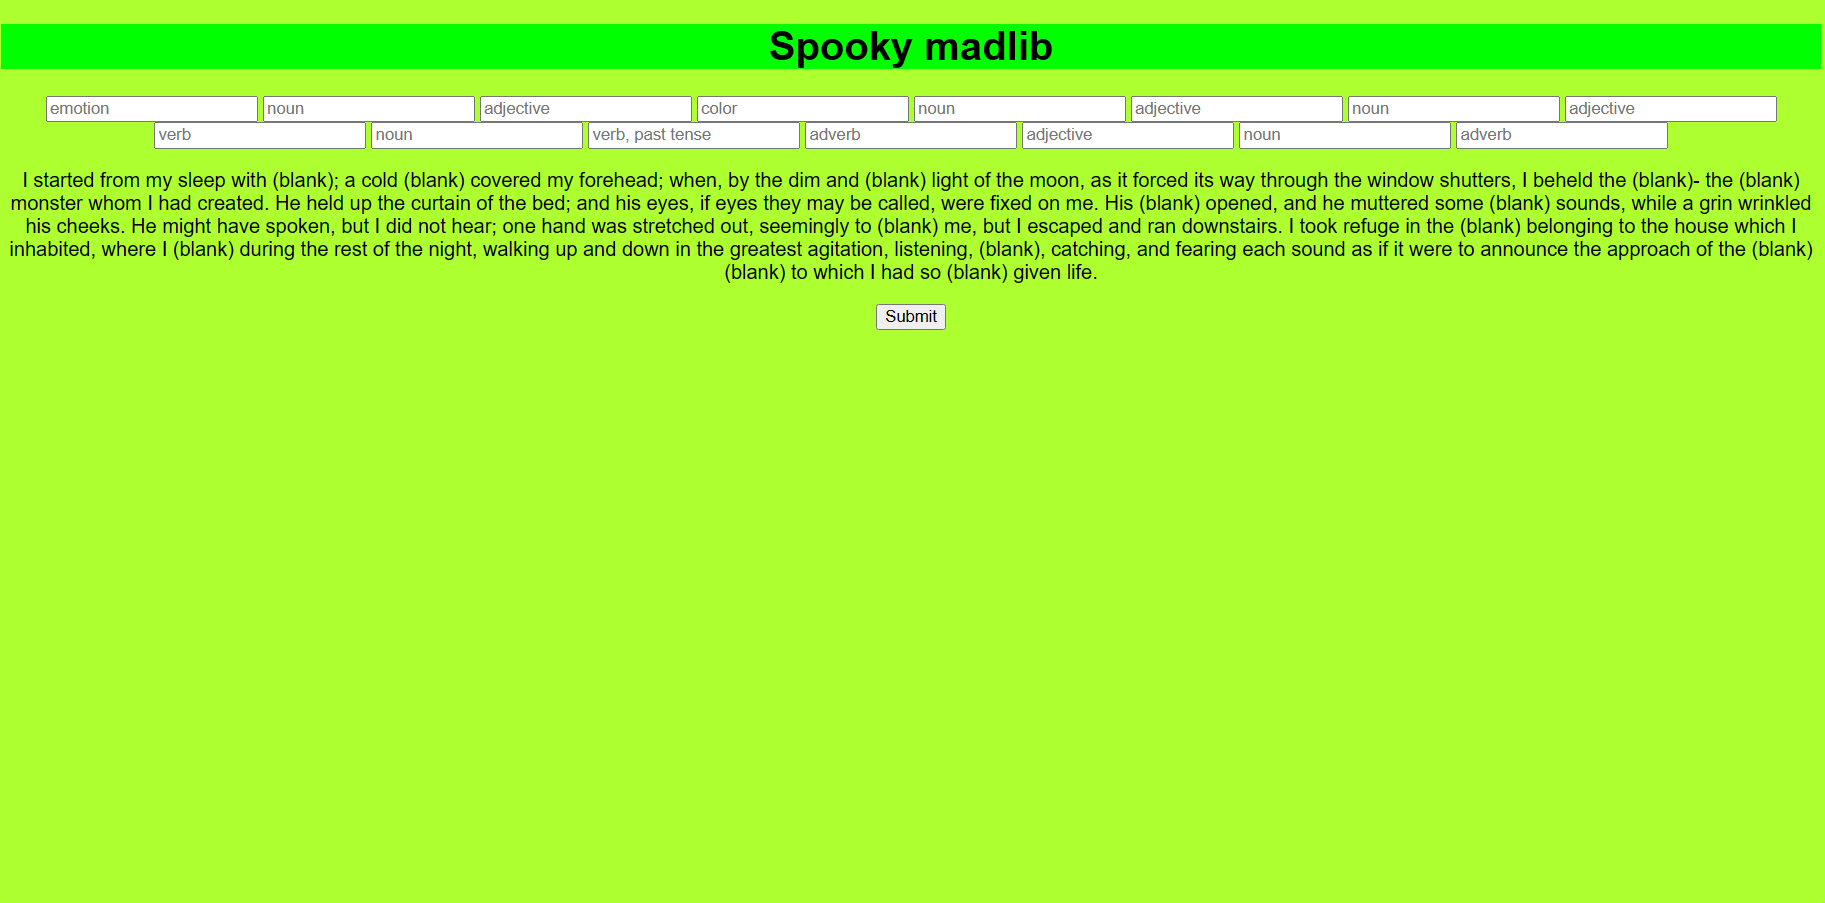 Spooky madlib
emotion noun adjective color noun adjective noun adjective
verb noun verb, past tense adverb adjective noun adverb
I started from my sleep with (blank); a cold (blank) covered my forehead; when, by the dim and (blank) light of the moon, as it forced its way through the window shutters, I beheld the (blank)- the (blank)
monster whom I had created. He held up the curtain of the bed; and his eyes, if eyes they may be called, were fixed on me. His (blank) opened, and he muttered some (blank) sounds, while a grin wrinkled
his cheeks. He might have spoken, but I did not hear; one hand was stretched out, seemingly to (blank) me, but I escaped and ran downstairs. I took refuge in the (blank) belonging to the house which I
inhabited, where I (blank) during the rest of the night, walking up and down in the greatest agitation, listening, (blank), catching, and fearing each sound as if it were to announce the approach of the (blank)
(blank) to which I had so (blank) given life.
Submit